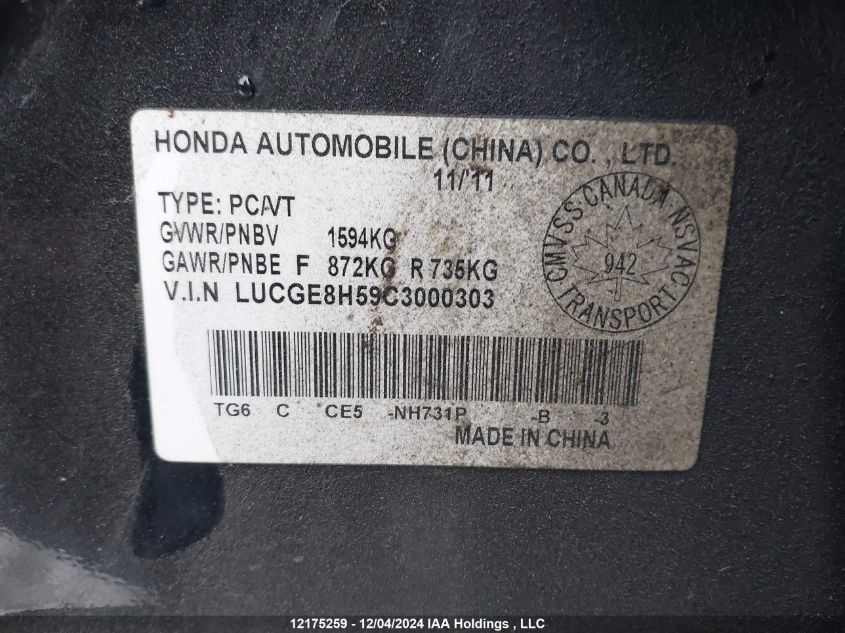 HONDA AUTOMOBILE (CHINA) CO., LTD.
11/'11
TYPE: PCA/VT
GVWR/PNBV 1594KG
GAWR/PNBE F 872KG R 735KG
V.I.N LUCGE8H59C3000303
CMVSS·CANADA·NSVAC
942
TRANSPORT
TG6 C CE5 -NH731P -B -3
MADE IN CHINA
12175259 - 12/04/2024 IAA Holdings , LLC